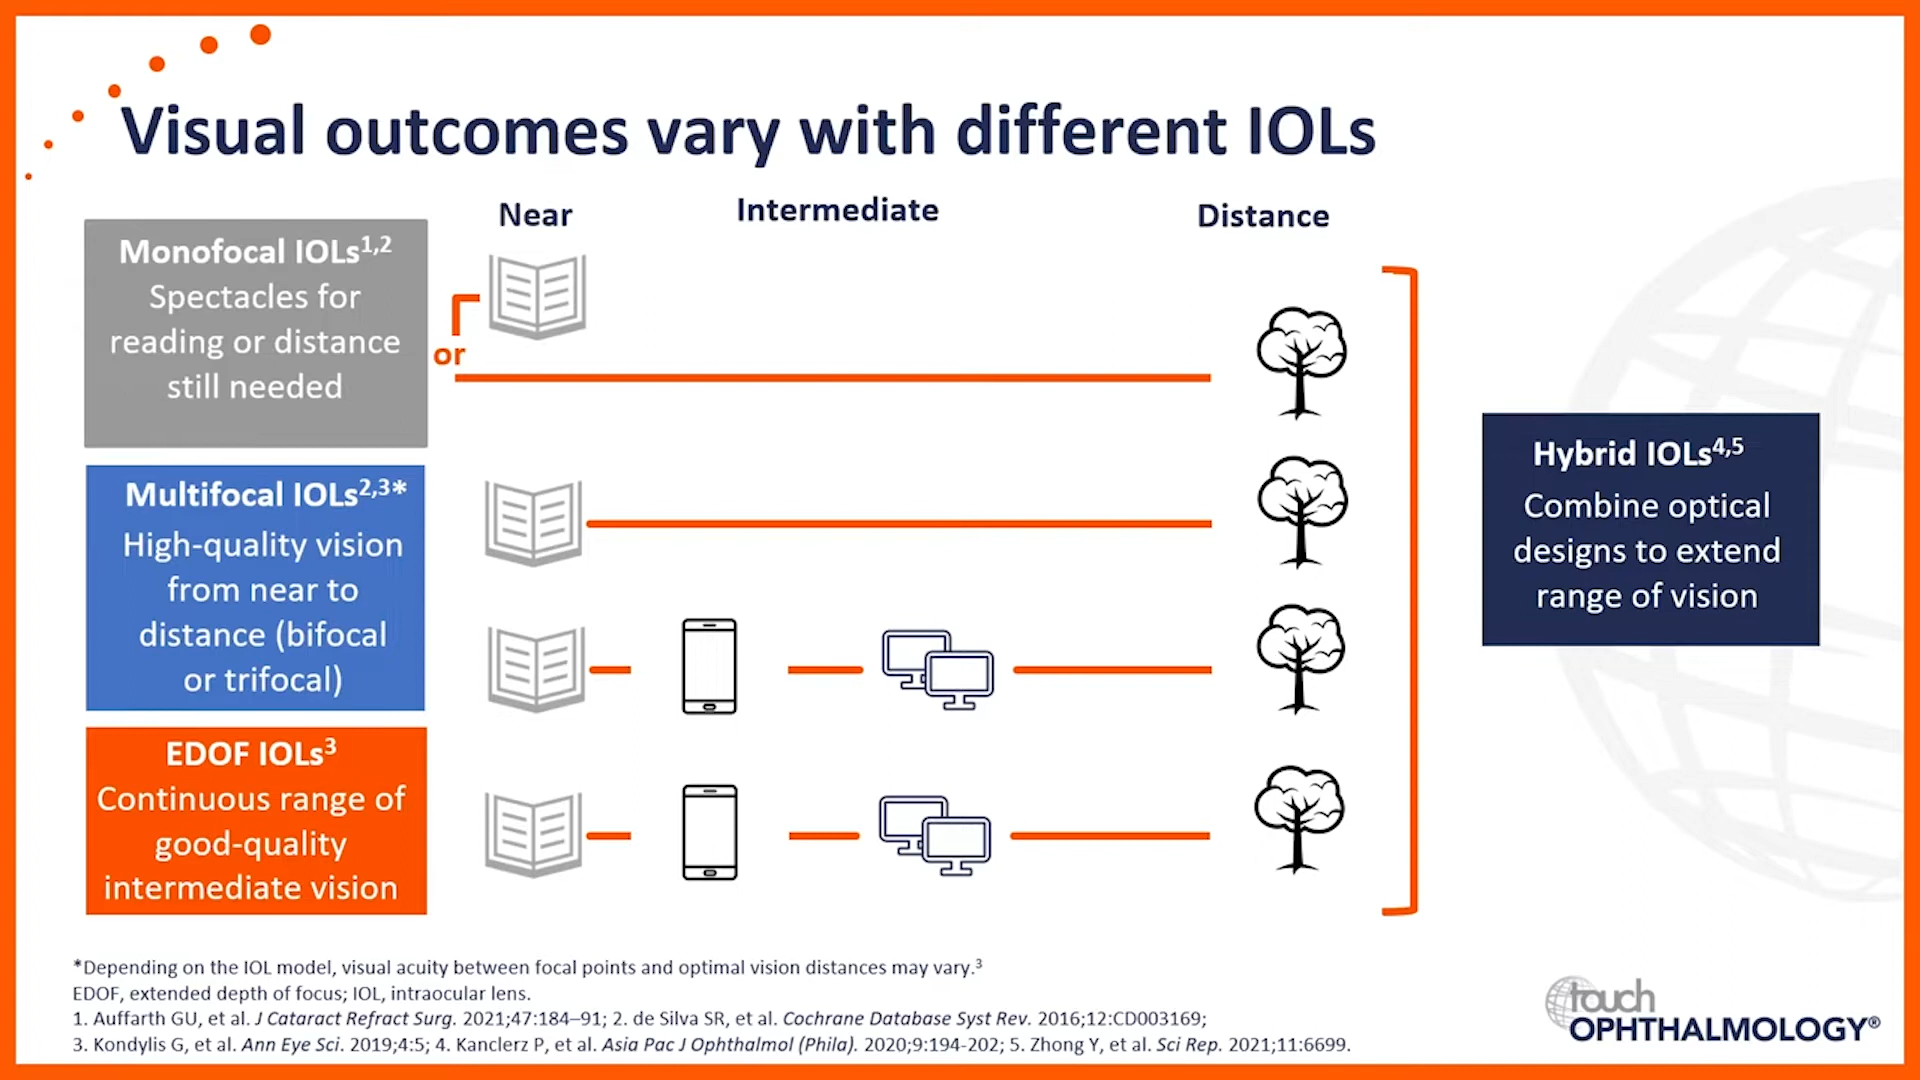 Visual outcomes vary with different IOLs
Near
Intermediate
Distance
Monofocal IOLs1,2
Spectacles for
reading or distance
still needed
or
Multifocal IOLs2,3*
High-quality vision
from near to
distance (bifocal
or trifocal)
EDOF IOLs3
Continuous range of
good-quality
intermediate vision
Hybrid IOLs4,5
Combine optical
designs to extend
range of vision
*Depending on the IOL model, visual acuity between focal points and optimal vision distances may vary.3
EDOF, extended depth of focus; IOL, intraocular lens.
1. Auffarth GU, et al. J Cataract Refract Surg. 2021;47:184–91; 2. de Silva SR, et al. Cochrane Database Syst Rev. 2016;12:CD003169;
3. Kondylis G, et al. Ann Eye Sci. 2019;4:5; 4. Kanclerz P, et al. Asia Pac J Ophthalmol (Phila). 2020;9:194-202; 5. Zhong Y, et al. Sci Rep. 2021;11:6699.
touch
OPHTHALMOLOGY®